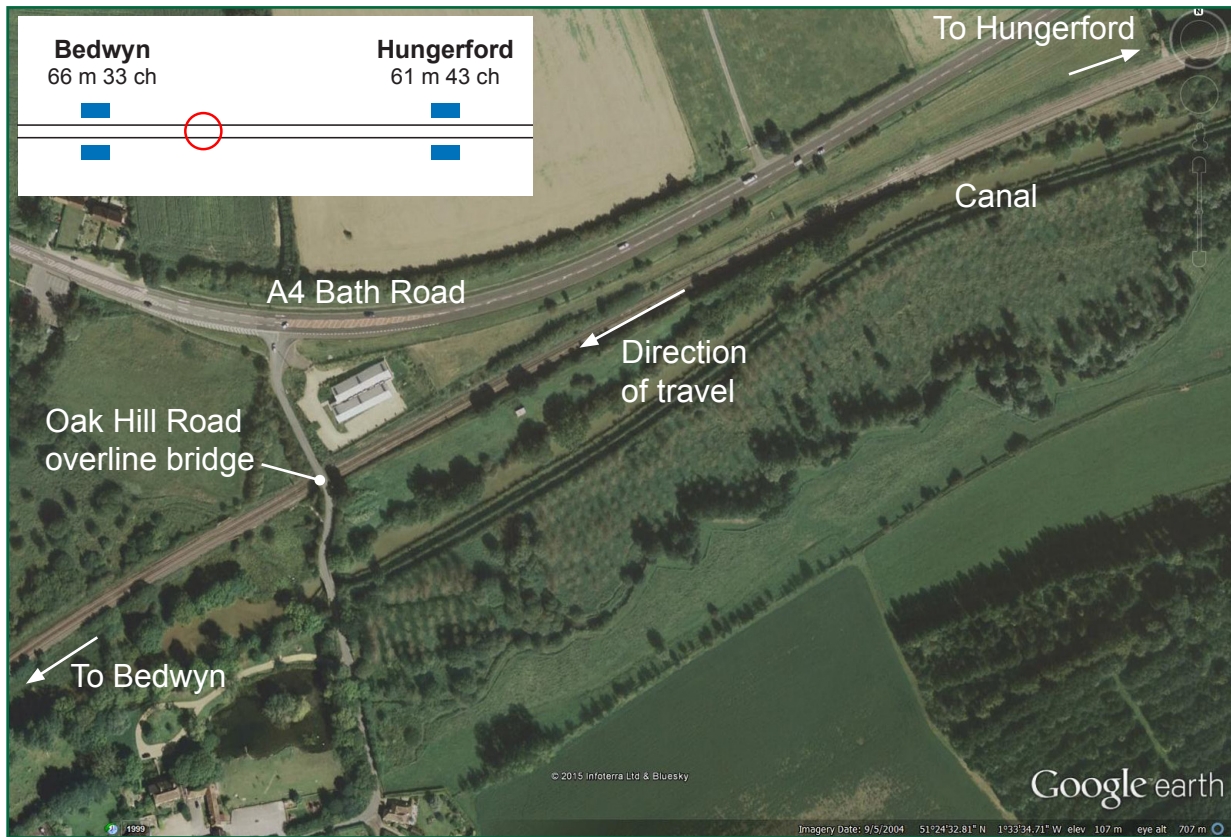 Bedwyn
66 m 33 ch
Hungerford
61 m 43 ch
To Hungerford
N
Canal
A4 Bath Road
Direction
of travel
Oak Hill Road
overline bridge
To Bedwyn
© 2015 Infoterra Ltd & Bluesky
Google earth
1999
Imagery Date: 9/5/2004 51°24'32.81" N 1°33'34.71" W elev 107 m eye alt 707 m